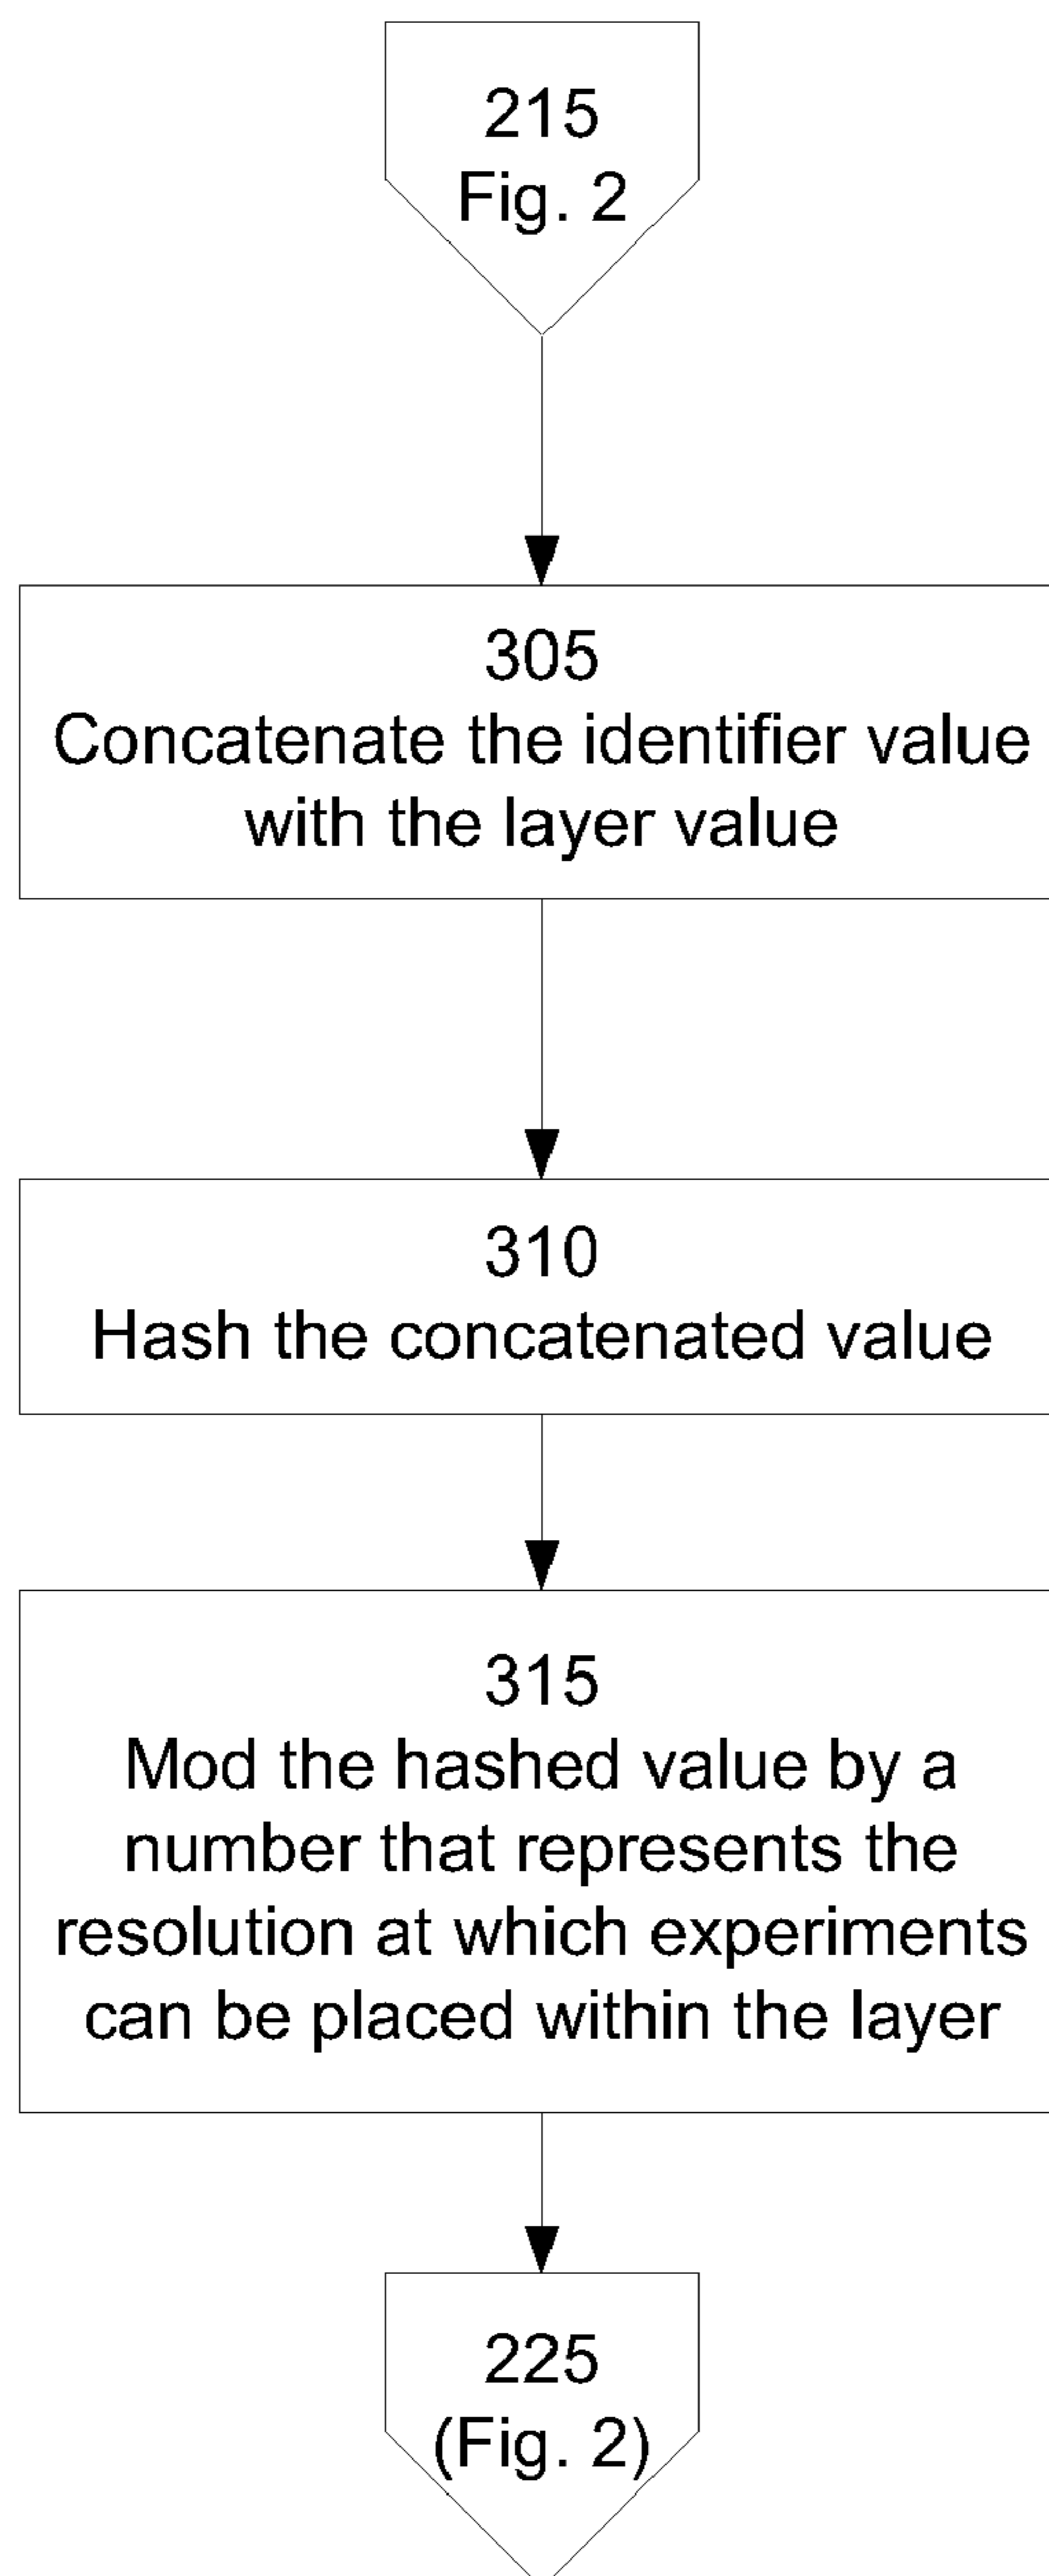 215
Fig. 2
305
Concatenate the identifier value
with the layer value
310
Hash the concatenated value
315
Mod the hashed value by a
number that represents the
resolution at which experiments
can be placed within the layer
225
(Fig. 2)